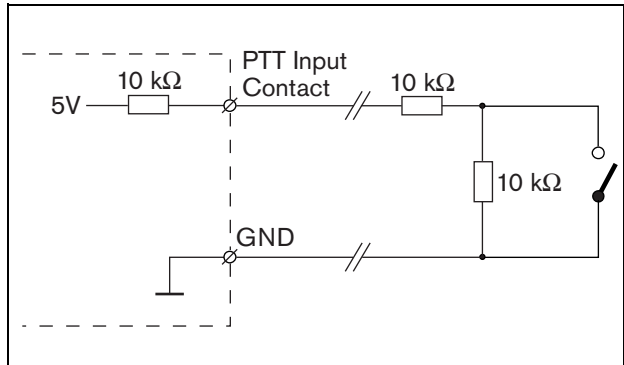 PTT Input
Contact
10 kΩ
10 kΩ
5V
10 kΩ
GND